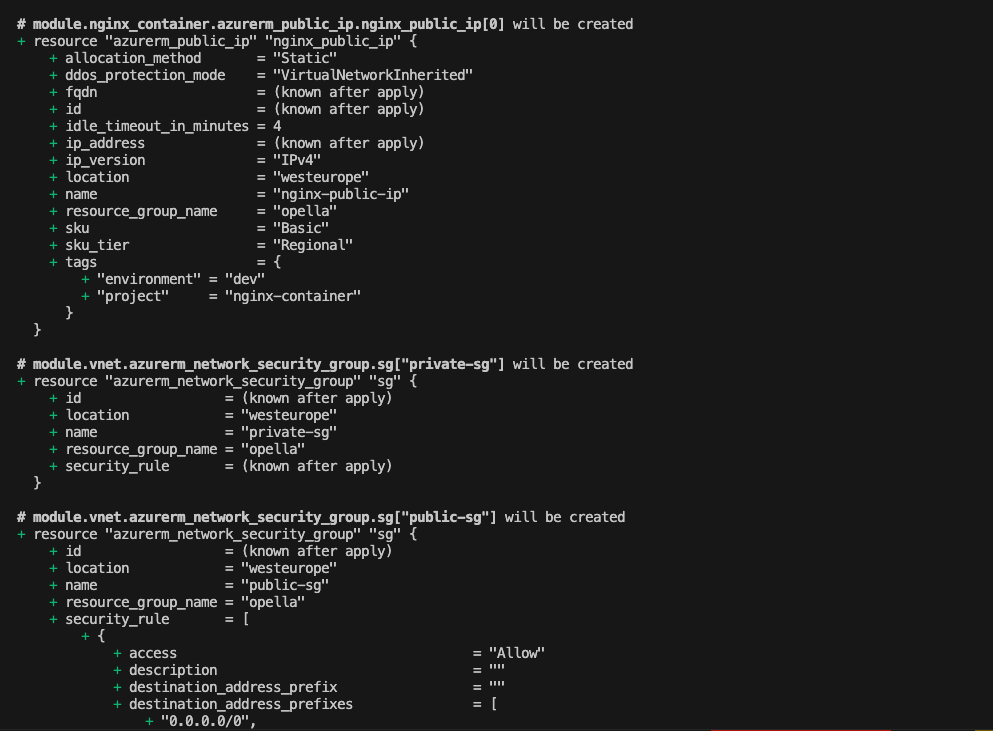 # module.nginx_container.azurerm_public_ip.nginx_public_ip[0] will be created
+ resource "azurerm_public_ip" "nginx_public_ip" {
    + allocation_method       = "Static"
    + ddos_protection_mode    = "VirtualNetworkInherited"
    + fqdn                    = (known after apply)
    + id                      = (known after apply)
    + idle_timeout_in_minutes = 4
    + ip_address              = (known after apply)
    + ip_version              = "IPv4"
    + location                = "westeurope"
    + name                    = "nginx-public-ip"
    + resource_group_name     = "opella"
    + sku                     = "Basic"
    + sku_tier                = "Regional"
    + tags                    = {
        + "environment" = "dev"
        + "project"     = "nginx-container"
      }
  }

# module.vnet.azurerm_network_security_group.sg["private-sg"] will be created
+ resource "azurerm_network_security_group" "sg" {
    + id                  = (known after apply)
    + location            = "westeurope"
    + name                = "private-sg"
    + resource_group_name = "opella"
    + security_rule       = (known after apply)
  }

# module.vnet.azurerm_network_security_group.sg["public-sg"] will be created
+ resource "azurerm_network_security_group" "sg" {
    + id                  = (known after apply)
    + location            = "westeurope"
    + name                = "public-sg"
    + resource_group_name = "opella"
    + security_rule       = [
        + {
            + access                                     = "Allow"
            + description                                = ""
            + destination_address_prefix                 = ""
            + destination_address_prefixes               = [
                + "0.0.0.0/0",